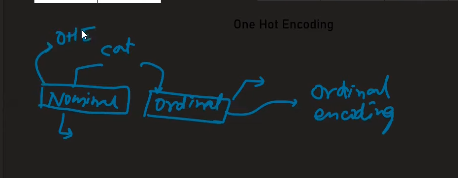 One Hot Encoding
OHE
cat
Nominal
Ordinal
Ordinal
encoding